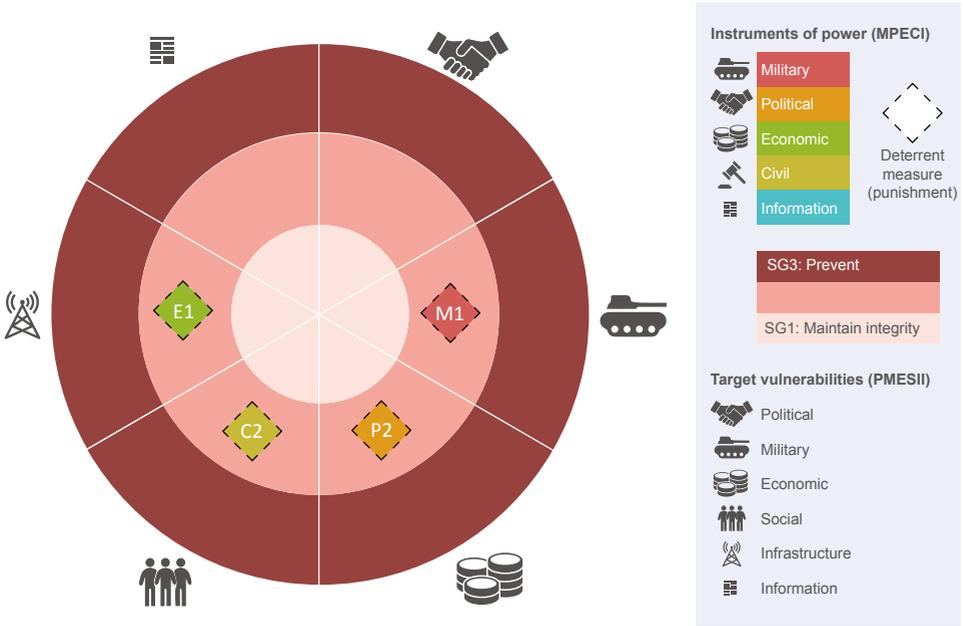 Instruments of power (MPECI)
Military
Political
Economic
Civil
Information
Deterrent
measure
(punishment)
SG3: Prevent
SG1: Maintain integrity
Target vulnerabilities (PMESII)
Political
Military
Economic
Social
Infrastructure
Information
E1
M1
C2
P2